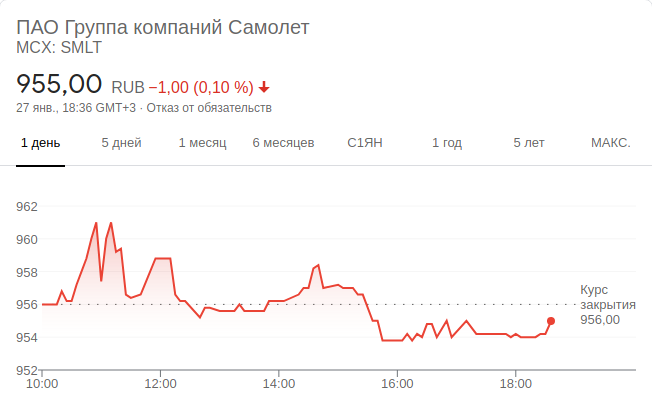 ПАО Группа компаний Самолет
MCX: SMLT
955,00 RUB −1,00 (0,10 %)
27 янв., 18:36 GMT+3 · Отказ от обязательств
1 день 5 дней 1 месяц 6 месяцев С1ЯН 1 год 5 лет МАКС.
962
960
958
956
954
952
Курс
закрытия
956,00
10:00 12:00 14:00 16:00 18:00